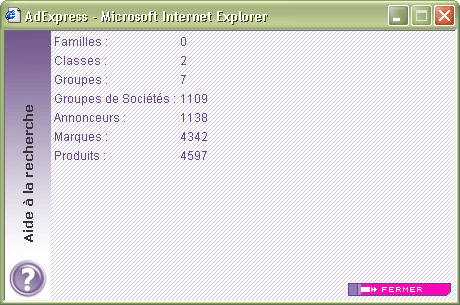 AdExpress - Microsoft Internet Explorer
Familles : 0
Classes : 2
Groupes : 7
Groupes de Sociétés : 1109
Annonceurs : 1138
Marques : 4342
Produits : 4597
Aide à la recherche
?
FERMER